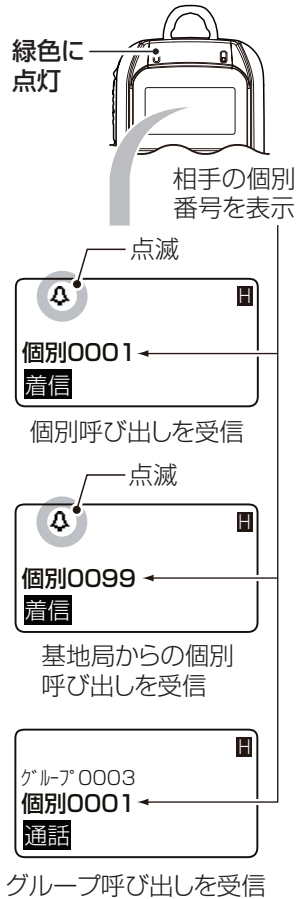 緑色に
点灯
相手の個別
番号を表示
点滅
H
個別0001
着信
個別呼び出しを受信
点滅
H
個別0099
着信
基地局からの個別
呼び出しを受信
H
ｸﾞﾙｰﾌﾟ0003
個別0001
通話
グループ呼び出しを受信